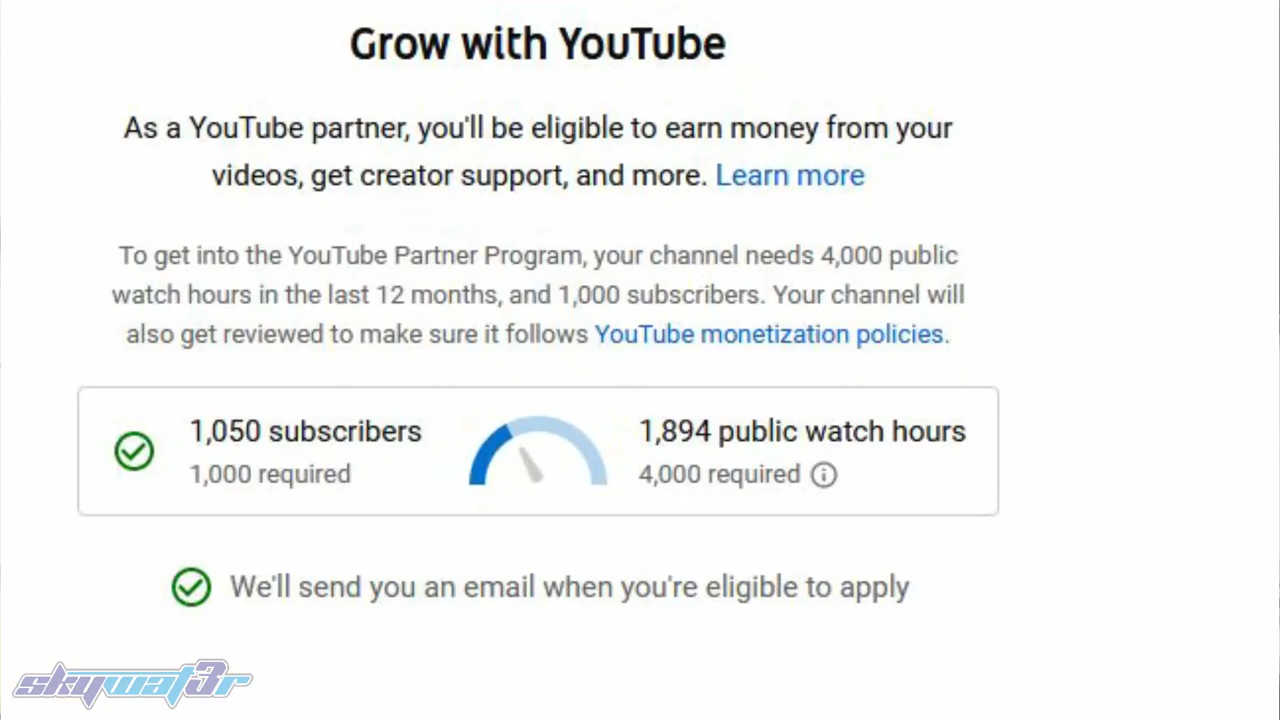 Grow with YouTube
As a YouTube partner, you'll be eligible to earn money from your
videos, get creator support, and more. Learn more
To get into the YouTube Partner Program, your channel needs 4,000 public
watch hours in the last 12 months, and 1,000 subscribers. Your channel will
also get reviewed to make sure it follows YouTube monetization policies.
1,050 subscribers
1,000 required
1,894 public watch hours
4,000 required
We'll send you an email when you're eligible to apply
skywat3r